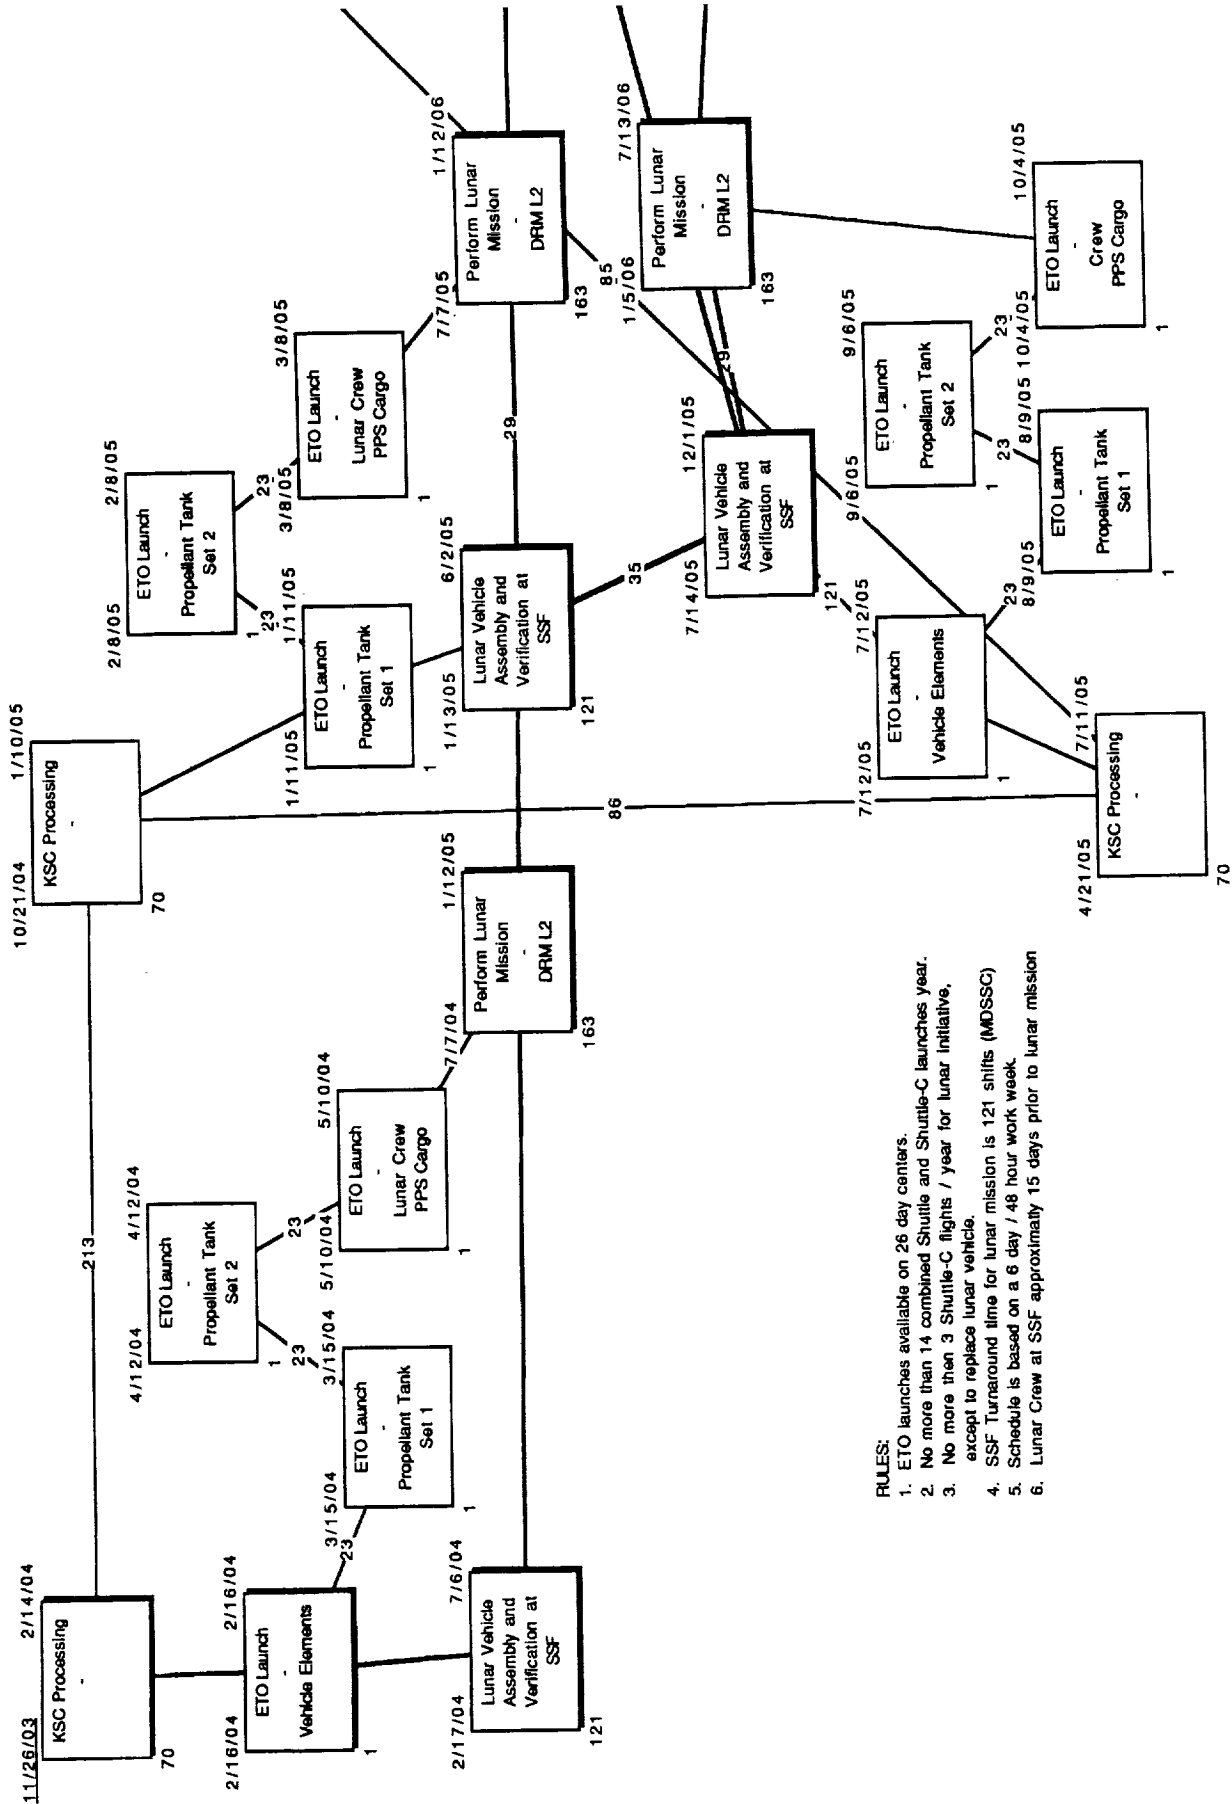 11/26/03
2/14/04
KSC Processing
-
70
213
10/21/04
1/10/05
KSC Processing
-
70
2/16/04
2/16/04
ETO Launch
-
Vehicle Elements
1
23
3/15/04
3/15/04
ETO Launch
-
Propellant Tank
Set 1
1
23
4/12/04
4/12/04
ETO Launch
-
Propellant Tank
Set 2
1
23
5/10/04
5/10/04
ETO Launch
-
Lunar Crew
PPS Cargo
1
2/17/04
7/6/04
Lunar Vehicle
Assembly and
Verification at
SSF
121
7/7/04
1/12/05
Perform Lunar
Mission
-
DRM L2
163
86
1/11/05
1/11/05
ETO Launch
-
Propellant Tank
Set 1
1
23
2/8/05
2/8/05
ETO Launch
-
Propellant Tank
Set 2
1
23
3/8/05
3/8/05
ETO Launch
-
Lunar Crew
PPS Cargo
1
1/13/05
6/2/05
Lunar Vehicle
Assembly and
Verification at
SSF
121
29
35
7/7/05
1/12/06
Perform Lunar
Mission
-
DRM L2
163
85
7/14/05
12/1/05
Lunar Vehicle
Assembly and
Verification at
SSF
121
29
1/5/06
7/13/06
Perform Lunar
Mission
-
DRM L2
163
4/21/05
7/11/05
KSC Processing
-
70
7/12/05
7/12/05
ETO Launch
-
Vehicle Elements
1
23
8/9/05
8/9/05
ETO Launch
-
Propellant Tank
Set 1
1
23
9/6/05
9/6/05
ETO Launch
-
Propellant Tank
Set 2
1
23
10/4/05
10/4/05
ETO Launch
-
Crew
PPS Cargo
1
RULES:
1. ETO launches available on 26 day centers.
2. No more than 14 combined Shuttle and Shuttle-C launches year.
3. No more then 3 Shuttle-C flights / year for lunar initiative,
except to replace lunar vehicle.
4. SSF Turnaround time for lunar mission is 121 shifts (MDSSC)
5. Schedule is based on a 6 day / 48 hour work week.
6. Lunar Crew at SSF approximatly 15 days prior to lunar mission